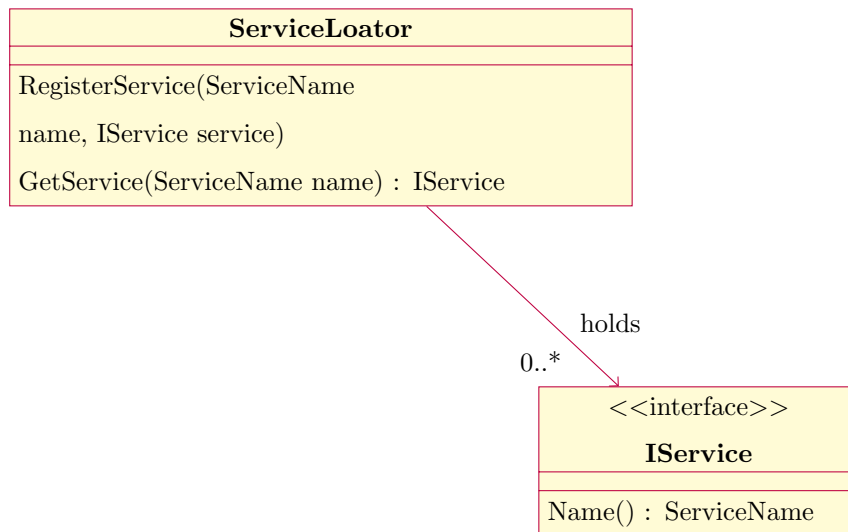 ServiceLoator
RegisterService(ServiceName
name, IService service)
GetService(ServiceName name) : IService
holds
0..*
<<interface>>
IService
Name() : ServiceName